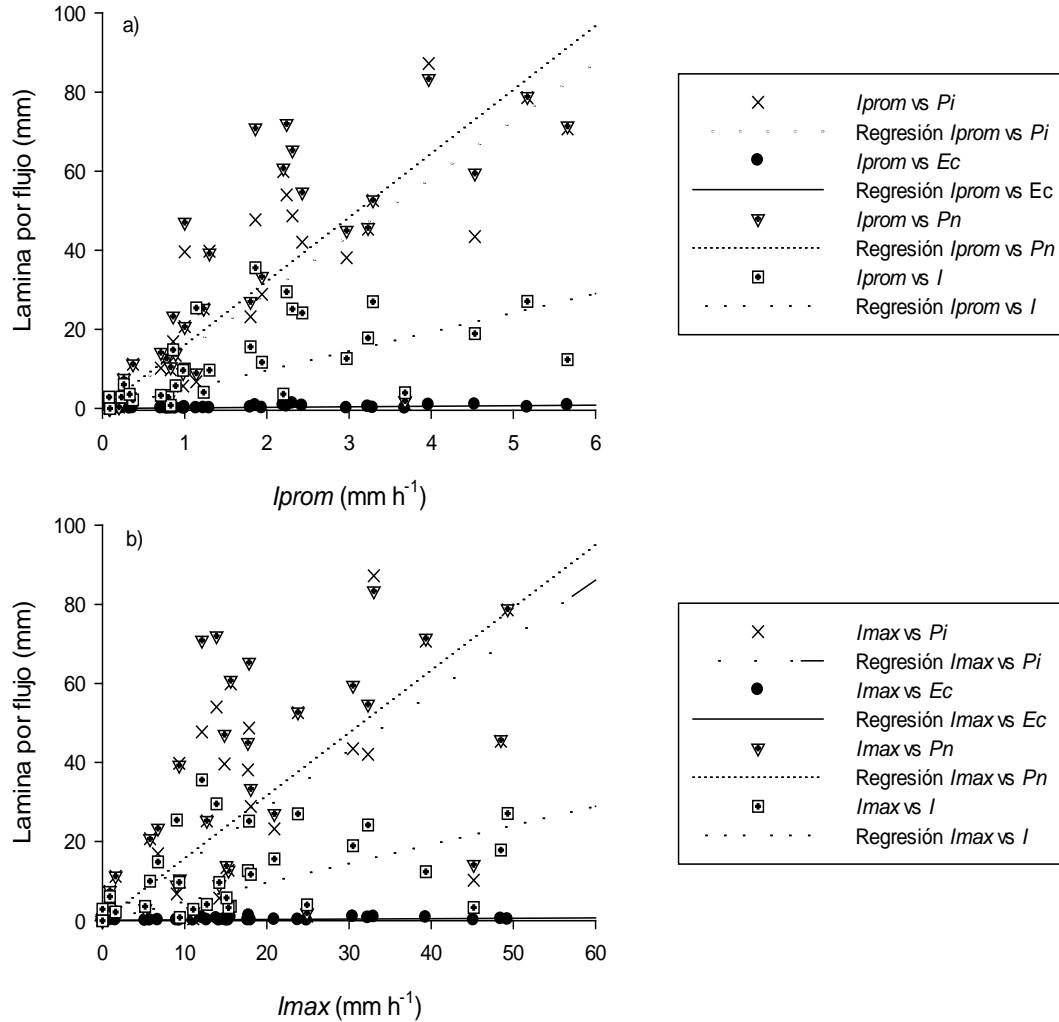 a)
100
80
60
40
20
0
Lamina por flujo (mm)
0 1 2 3 4 5 6
Iprom (mm h-1)
Iprom vs Pi
Regresión Iprom vs Pi
Iprom vs Ec
Regresión Iprom vs Ec
Iprom vs Pn
Regresión Iprom vs Pn
Iprom vs I
Regresión Iprom vs I
b)
100
80
60
40
20
0
Lamina por flujo (mm)
0 10 20 30 40 50 60
Imax (mm h-1)
Imax vs Pi
Regresión Imax vs Pi
Imax vs Ec
Regresión Imax vs Ec
Imax vs Pn
Regresión Imax vs Pn
Imax vs I
Regresión Imax vs I